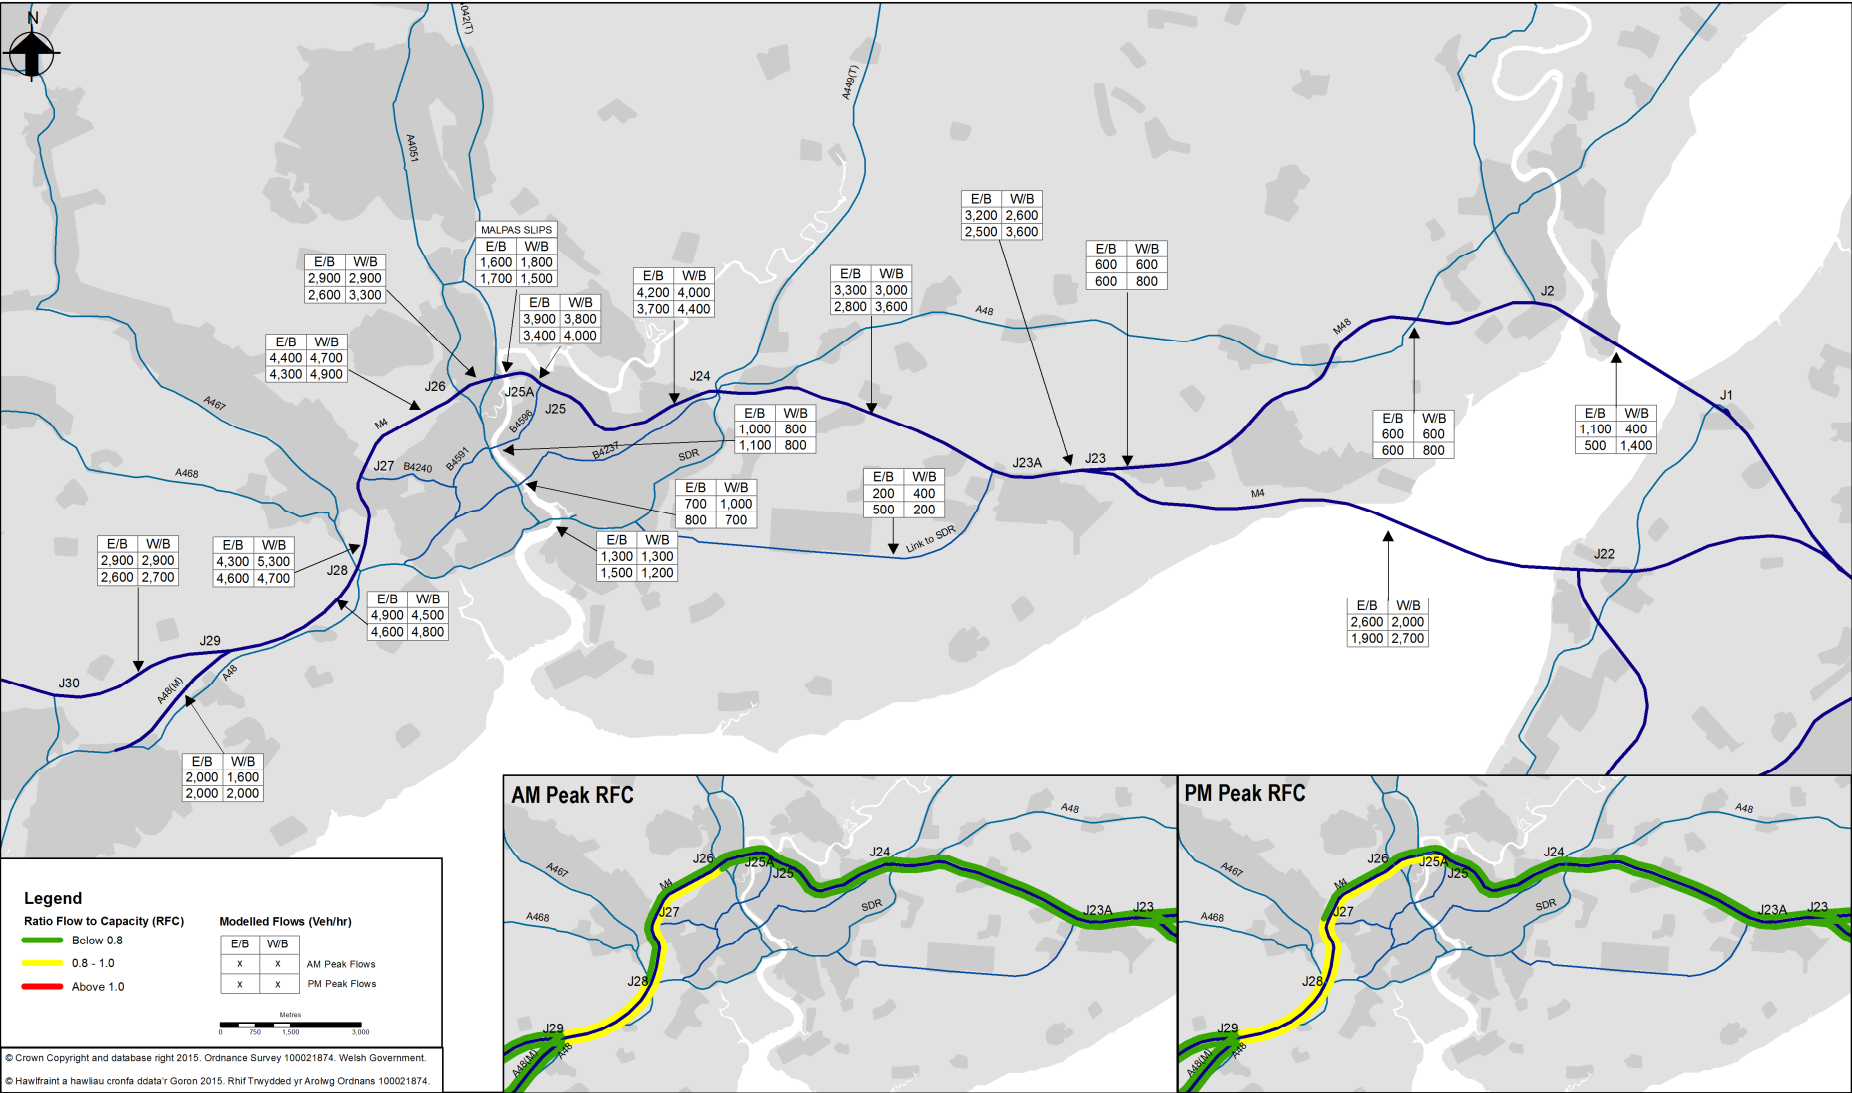 N
A042(T)
A4051
A449(T)
E/B W/B
3,200 2,600
2,500 3,600
E/B W/B
600 600
600 800
MALPAS SLIPS
E/B W/B
1,600 1,800
1,700 1,500
E/B W/B
2,900 2,900
2,600 3,300
E/B W/B
3,900 3,800
3,400 4,000
E/B W/B
4,200 4,000
3,700 4,400
E/B W/B
3,300 3,000
2,800 3,600
A48
M48
J2
E/B W/B
4,400 4,700
4,300 4,900
J26
J25A
J25
J24
J1
A467
M4
B4596
E/B W/B
1,000 800
1,100 800
E/B W/B
600 600
600 800
E/B W/B
1,100 400
500 1,400
A468
J27
B4240
B4591
B4237
SDR
J23A
J23
M4
E/B W/B
700 1,000
800 700
E/B W/B
200 400
500 200
Link to SDR
E/B W/B
1,300 1,300
1,500 1,200
E/B W/B
2,900 2,900
2,600 2,700
E/B W/B
4,300 5,300
4,600 4,700
J28
J22
E/B W/B
4,900 4,500
4,600 4,800
E/B W/B
2,600 2,000
1,900 2,700
J29
J30
A48(M)
A48
E/B W/B
2,000 1,600
2,000 2,000
AM Peak RFC
A48
J26
J25A
J25
J24
A467
M4
J27
A468
SDR
J23A
J23
J28
J29
A48(M)
A48
PM Peak RFC
A48
J26
J25A
J25
J24
A467
M4
J27
A468
SDR
J23A
J23
J28
J29
A48(M)
A48
Legend
Ratio Flow to Capacity (RFC)
Below 0.8
0.8 - 1.0
Above 1.0
Modelled Flows (Veh/hr)
E/B W/B
x x AM Peak Flows
x x PM Peak Flows
Metres
0 750 1,500 3,000
© Crown Copyright and database right 2015. Ordnance Survey 100021874. Welsh Government.
© Hawlfraint a hawliau cronfa ddata'r Goron 2015. Rhif Trwydded yr Arolwg Ordnans 100021874.